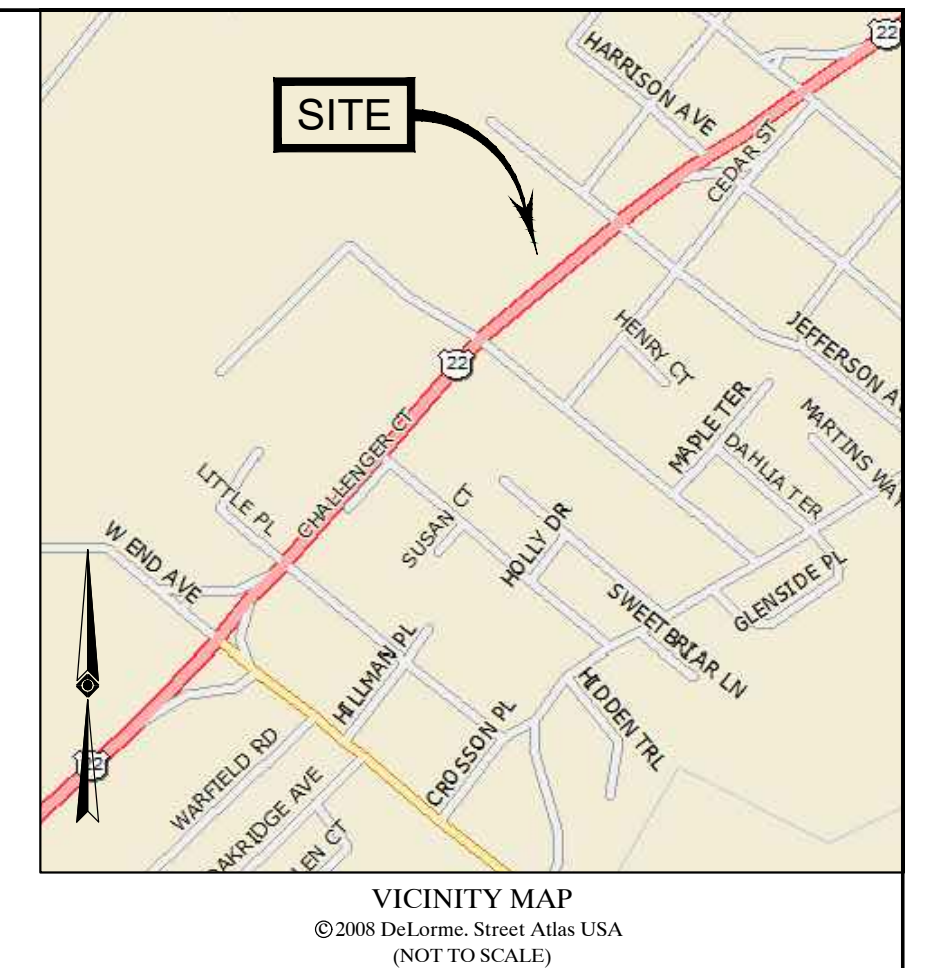 22
HARRISON AVE
SITE
CEDAR ST
HENRY CT
JEFFERSON A
22
MAPLE TER
MARTINS WA
DAHLIA TER
CHALLENGER CT
LITTLE PL
SUSAN CT
HOLLY DR
W END AVE
GLENSIDE PL
SWEETBRIAR LN
HILLMAN PL
HIDDEN TRL
CROSSON PL
22
WARFIELD RD
OAKRIDGE AVE
LEN CT
VICINITY MAP
©2008 DeLorme. Street Atlas USA
(NOT TO SCALE)